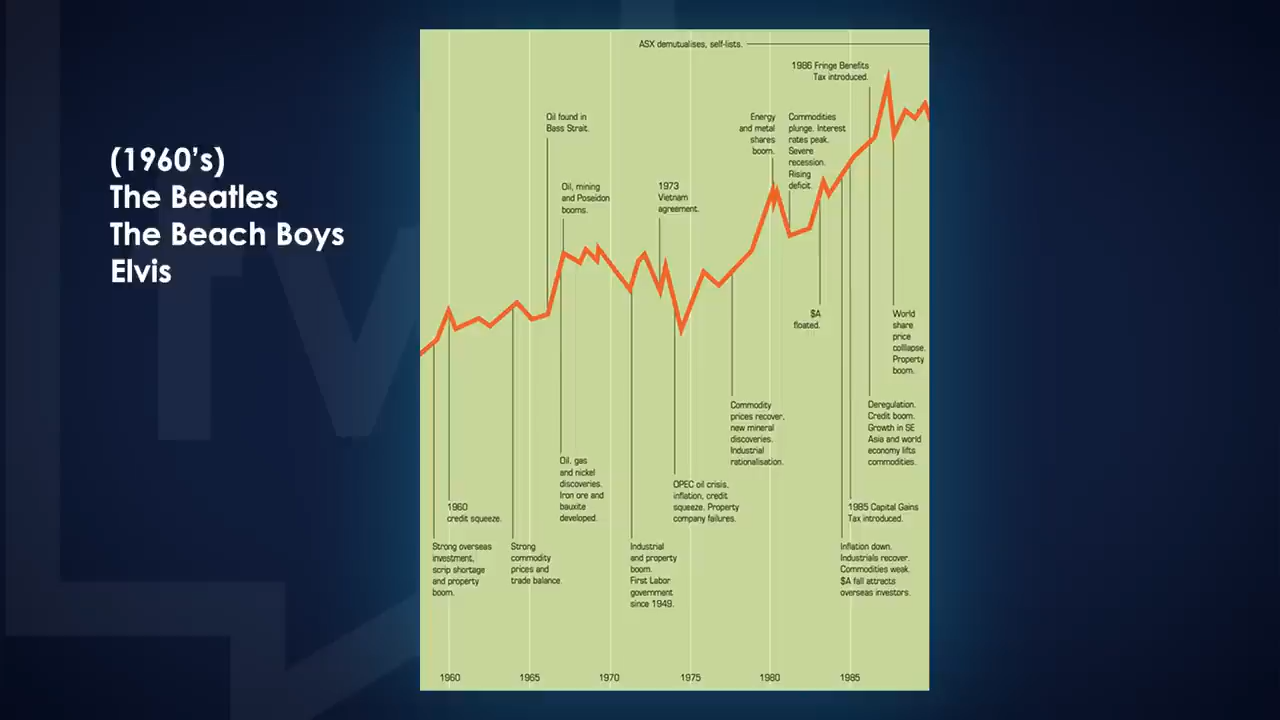 (1960’s)
The Beatles
The Beach Boys
Elvis
ASX demutualises, self-lists.
1986 Fringe Benefits
Tax introduced.
Oil found in
Bass Strait.
Energy
and metal
shares
boom.
Commodities
plunge. Interest
rates peak.
Severe
recession.
Rising
deficit.
Oil, mining
and Poseidon
booms.
1973
Vietnam
agreement.
$A
floated.
World
share
price
colllapse.
Property
boom.
Commodity
prices recover,
new mineral
discoveries.
Industrial
rationalisation.
Deregulation.
Credit boom.
Growth in SE
Asia and world
economy lifts
commodities.
Oil, gas
and nickel
discoveries.
Iron ore and
bauxite
developed.
OPEC oil crisis,
inflation, credit
squeeze. Property
company failures.
1960
credit squeeze.
1985 Capital Gains
Tax introduced.
Strong overseas
investment,
scrip shortage
and property
boom.
Strong
commodity
prices and
trade balance.
Industrial
and property
boom.
First Labor
government
since 1949.
Inflation down.
Industrials recover.
Commodities weak.
$A fall attracts
overseas investors.
1960 1965 1970 1975 1980 1985